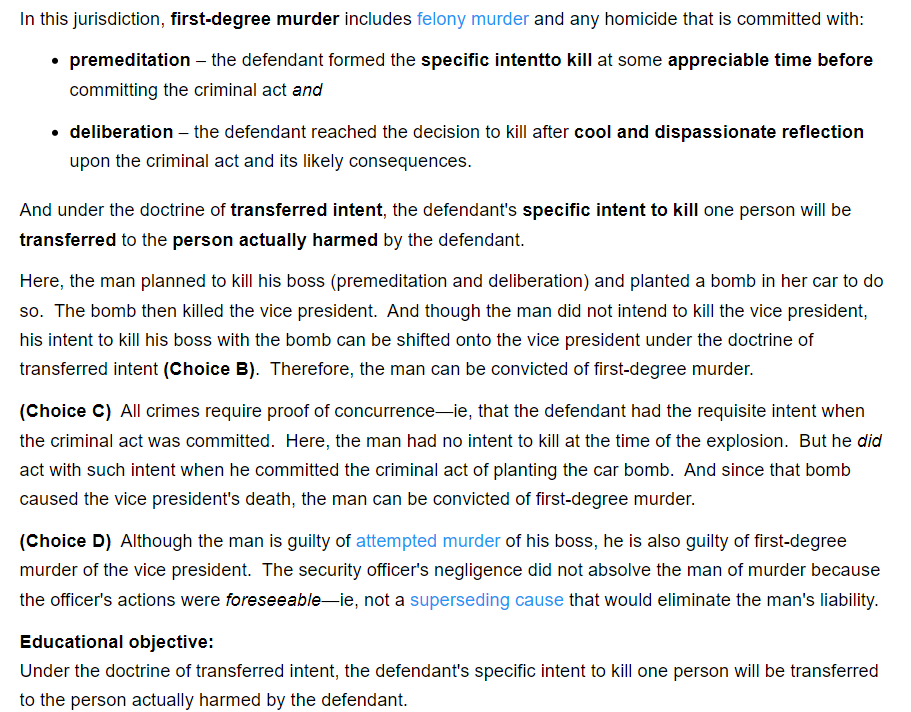 In this jurisdiction, first-degree murder includes felony murder and any homicide that is committed with:
• premeditation – the defendant formed the specific intentto kill at some appreciable time before
committing the criminal act and
• deliberation – the defendant reached the decision to kill after cool and dispassionate reflection
upon the criminal act and its likely consequences.
And under the doctrine of transferred intent, the defendant's specific intent to kill one person will be
transferred to the person actually harmed by the defendant.
Here, the man planned to kill his boss (premeditation and deliberation) and planted a bomb in her car to do
so.  The bomb then killed the vice president.  And though the man did not intend to kill the vice president,
his intent to kill his boss with the bomb can be shifted onto the vice president under the doctrine of
transferred intent (Choice B).  Therefore, the man can be convicted of first-degree murder.
(Choice C)  All crimes require proof of concurrence—ie, that the defendant had the requisite intent when
the criminal act was committed.  Here, the man had no intent to kill at the time of the explosion.  But he did
act with such intent when he committed the criminal act of planting the car bomb.  And since that bomb
caused the vice president's death, the man can be convicted of first-degree murder.
(Choice D)  Although the man is guilty of attempted murder of his boss, he is also guilty of first-degree
murder of the vice president.  The security officer's negligence did not absolve the man of murder because
the officer's actions were foreseeable—ie, not a superseding cause that would eliminate the man's liability.
Educational objective:
Under the doctrine of transferred intent, the defendant's specific intent to kill one person will be transferred
to the person actually harmed by the defendant.